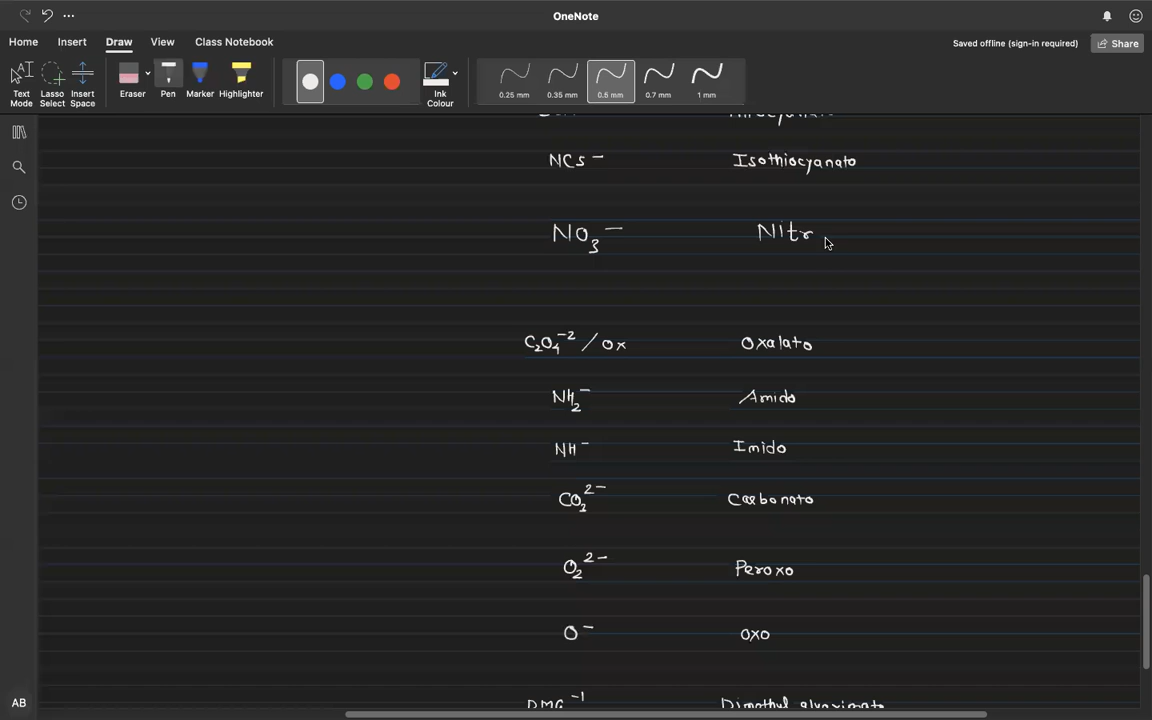 OneNote
Home Insert Draw View Class Notebook
Saved offline (sign-in required) Share
Text Mode Lasso Select Insert Space Eraser Pen Marker Highlighter Ink Colour 0.25 mm 0.35 mm 0.5 mm 0.7 mm 1 mm
NCS⁻ Isothiocyanato
NO₃⁻ Nitr
C₂O₄⁻² / Ox Oxalato
NH₂⁻ Amido
NH⁻ Imido
CO₃²⁻ Carbonato
O₂²⁻ Peroxo
O⁻ Oxo
DMG⁻¹
AB